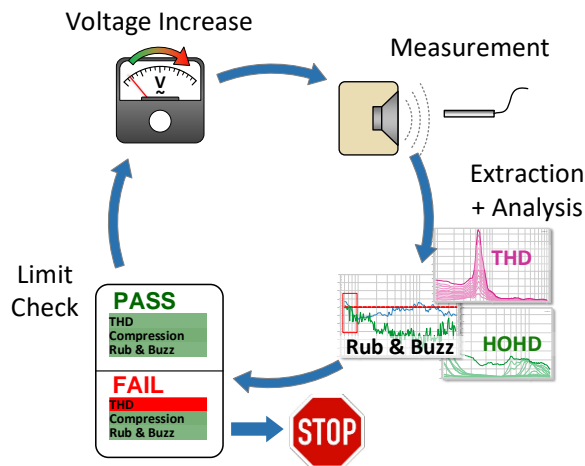 Voltage Increase
V
~
Measurement
Extraction
+ Analysis
THD
HOHD
Rub & Buzz
Limit
Check
PASS
THD
Compression
Rub & Buzz
FAIL
THD
Compression
Rub & Buzz
STOP